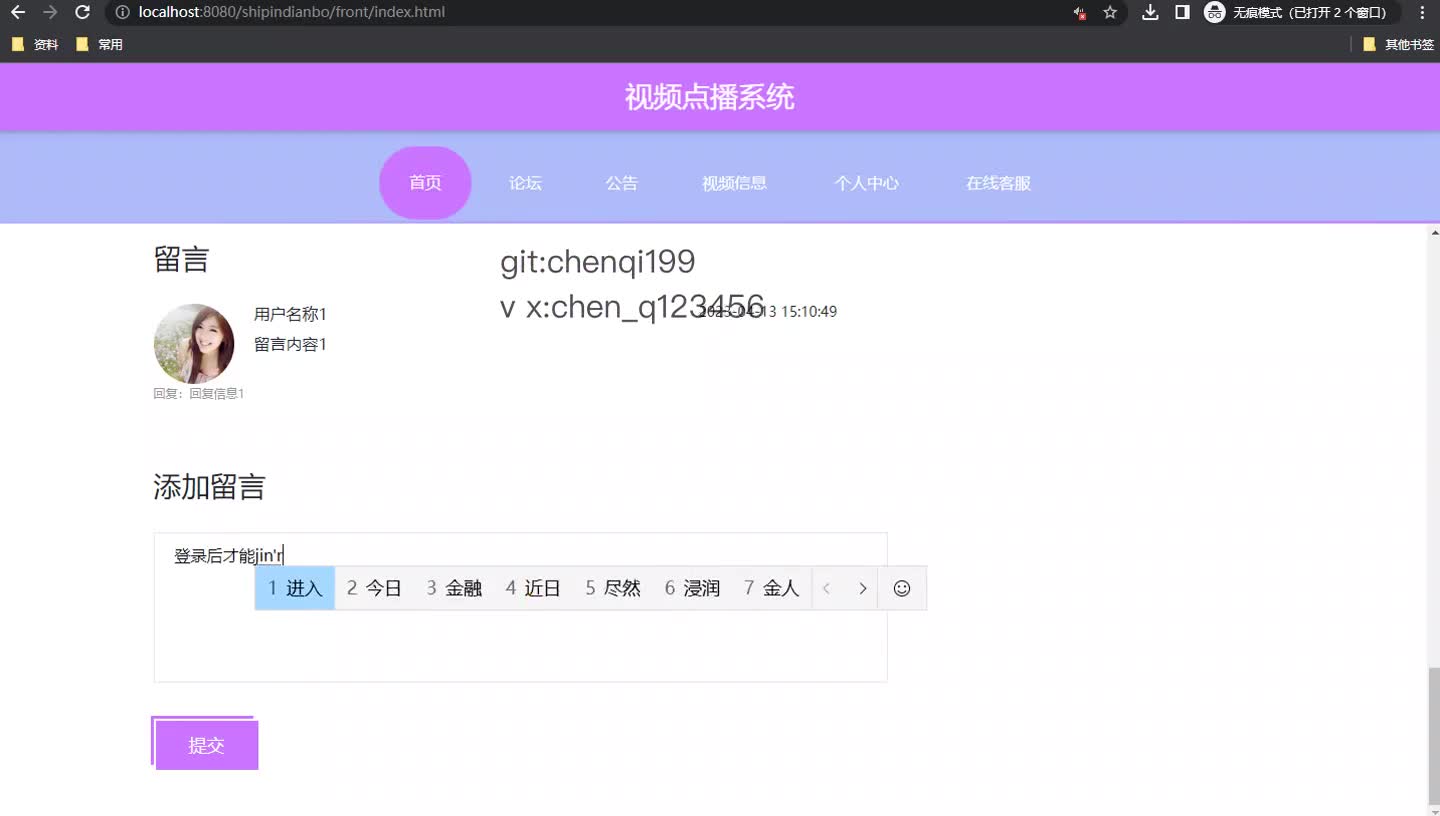 localhost:8080/shipindianbo/front/index.html
无痕模式（已打开 2 个窗口）
资料
常用
其他书签
视频点播系统
首页
论坛
公告
视频信息
个人中心
在线客服
留言
git:chenqi199
v x:chen_q123456
用户名称1
2023-04-13 15:10:49
留言内容1
回复：回复信息1
添加留言
登录后才能jin'r
1 进入 2 今日 3 金融 4 近日 5 尽然 6 浸润 7 金人
提交